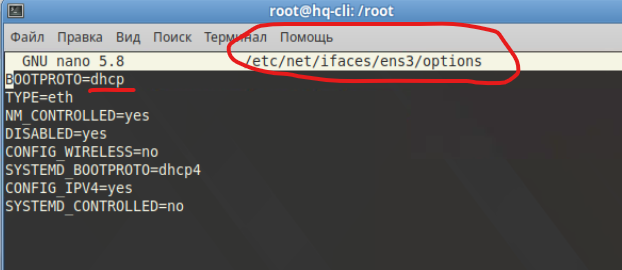 root@hq-cli: /root
Файл Правка Вид Поиск Терминал Помощь
GNU nano 5.8 /etc/net/ifaces/ens3/options
BOOTPROTO=dhcp
TYPE=eth
NM_CONTROLLED=yes
DISABLED=yes
CONFIG_WIRELESS=no
SYSTEMD_BOOTPROTO=dhcp4
CONFIG_IPV4=yes
SYSTEMD_CONTROLLED=no